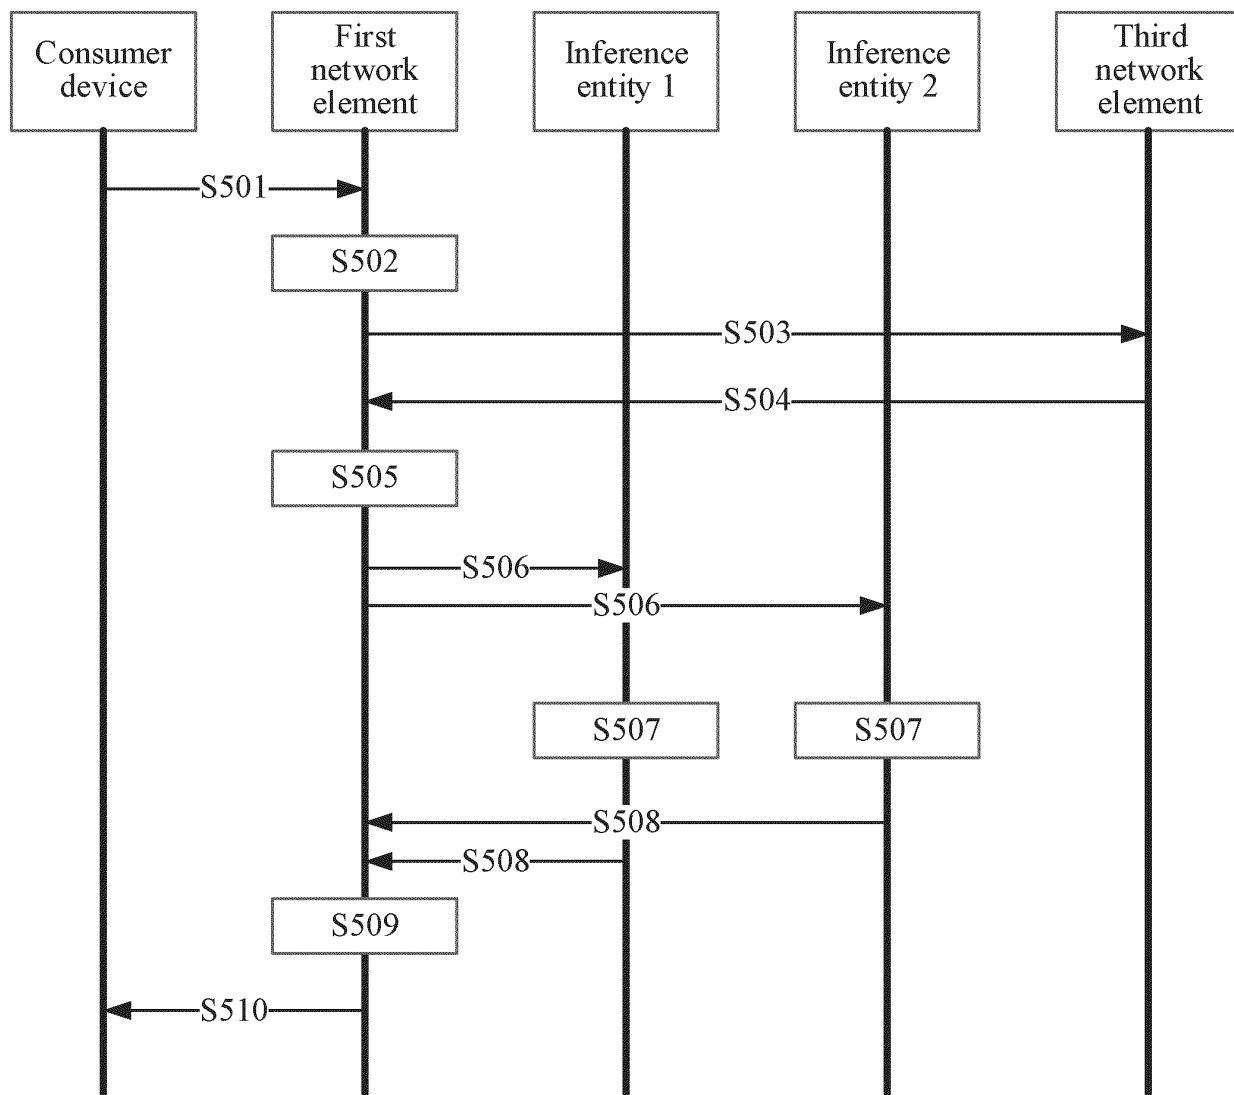 Consumer
device
First
network
element
Inference
entity 1
Inference
entity 2
Third
network
element
S501
S502
S503
S504
S505
S506
S506
S507
S507
S508
S508
S509
S510